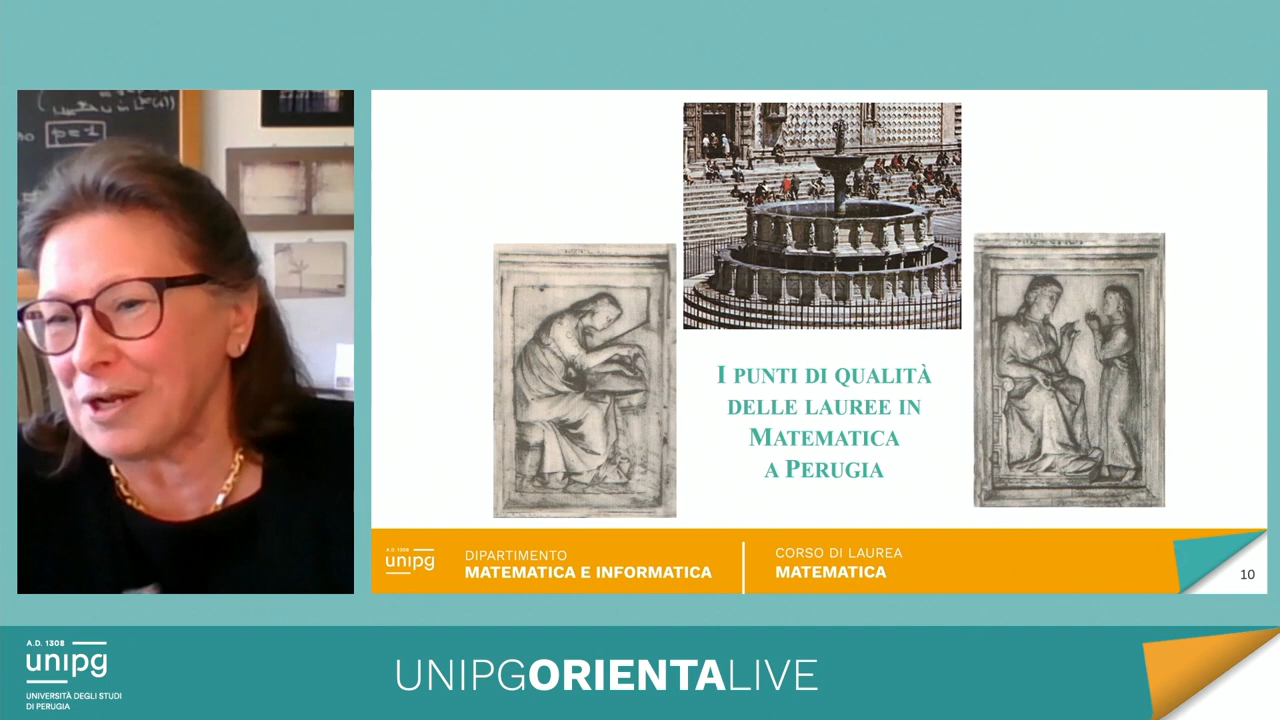 p=1
I PUNTI DI QUALITÀ
DELLE LAUREE IN
MATEMATICA
A PERUGIA
A.D. 1308
unipg
DIPARTIMENTO
MATEMATICA E INFORMATICA
CORSO DI LAUREA
MATEMATICA
10
A.D. 1308
unipg
UNIVERSITÀ DEGLI STUDI
DI PERUGIA
UNIPGORIENTALIVE